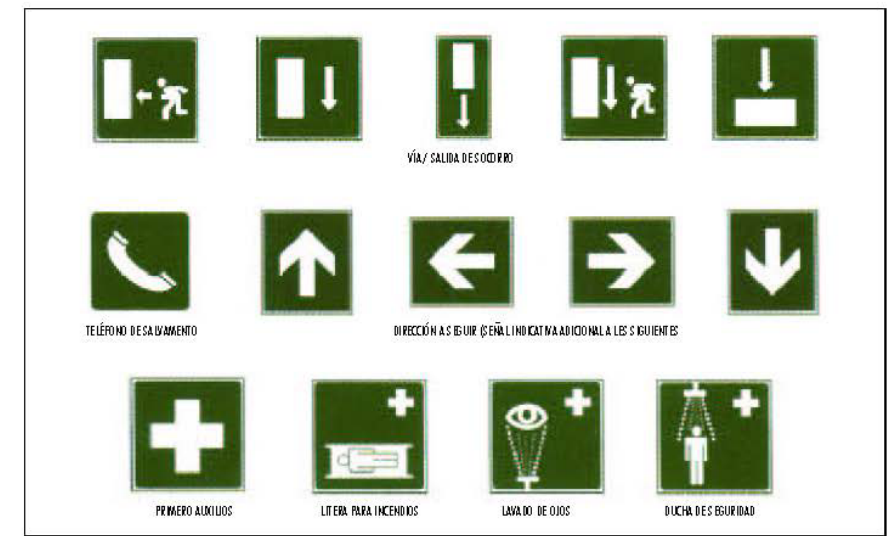 VÍA / SALIDA DE SOCORRO
TELÉFONO DE SALVAMENTO
DIRECCIÓN A SEGUIR (SEÑAL INDICATIVA ADICIONAL A LES SIGUIENTES
PRIMERO AUXILIOS
LITERA PARA INCENDIOS
LAVADO DE OJOS
DUCHA DE SEGURIDAD